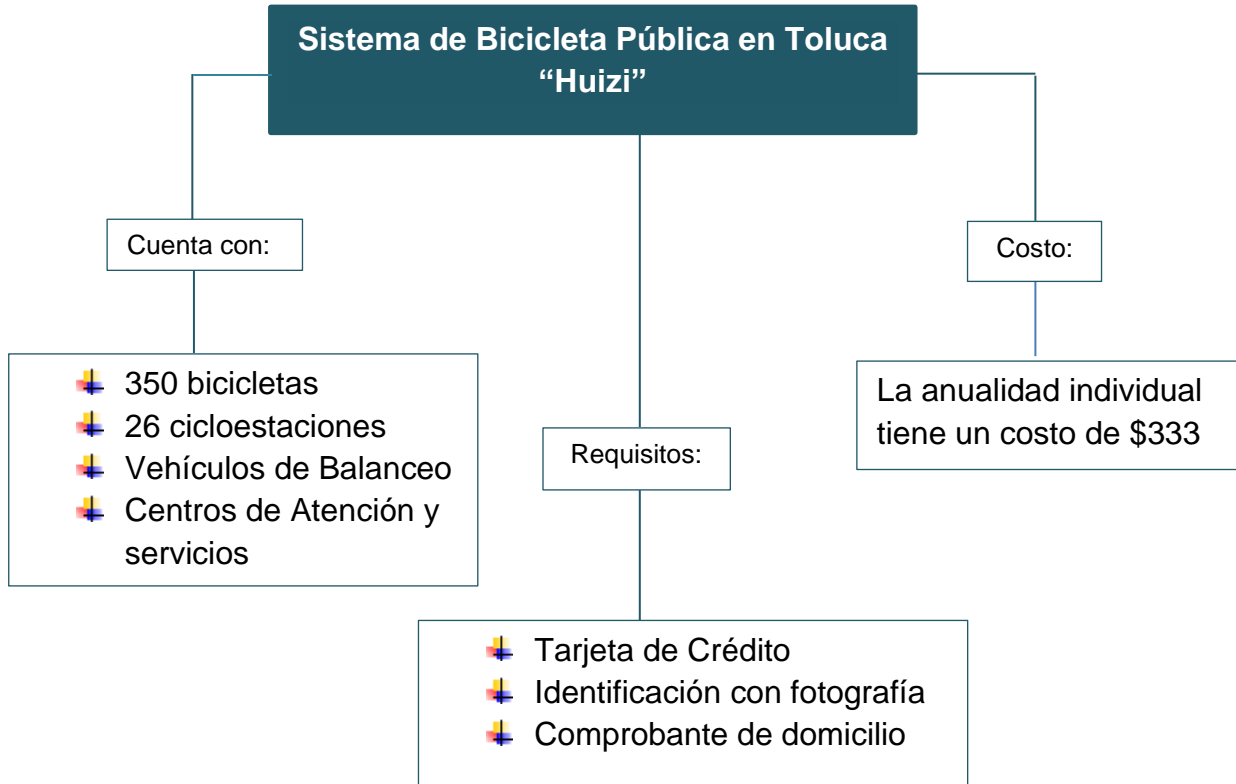 Sistema de Bicicleta Pública en Toluca
“Huizi”
Cuenta con:
350 bicicletas
26 cicloestaciones
Vehículos de Balanceo
Centros de Atención y
servicios
Requisitos:
Tarjeta de Crédito
Identificación con fotografía
Comprobante de domicilio
Costo:
La anualidad individual
tiene un costo de $333